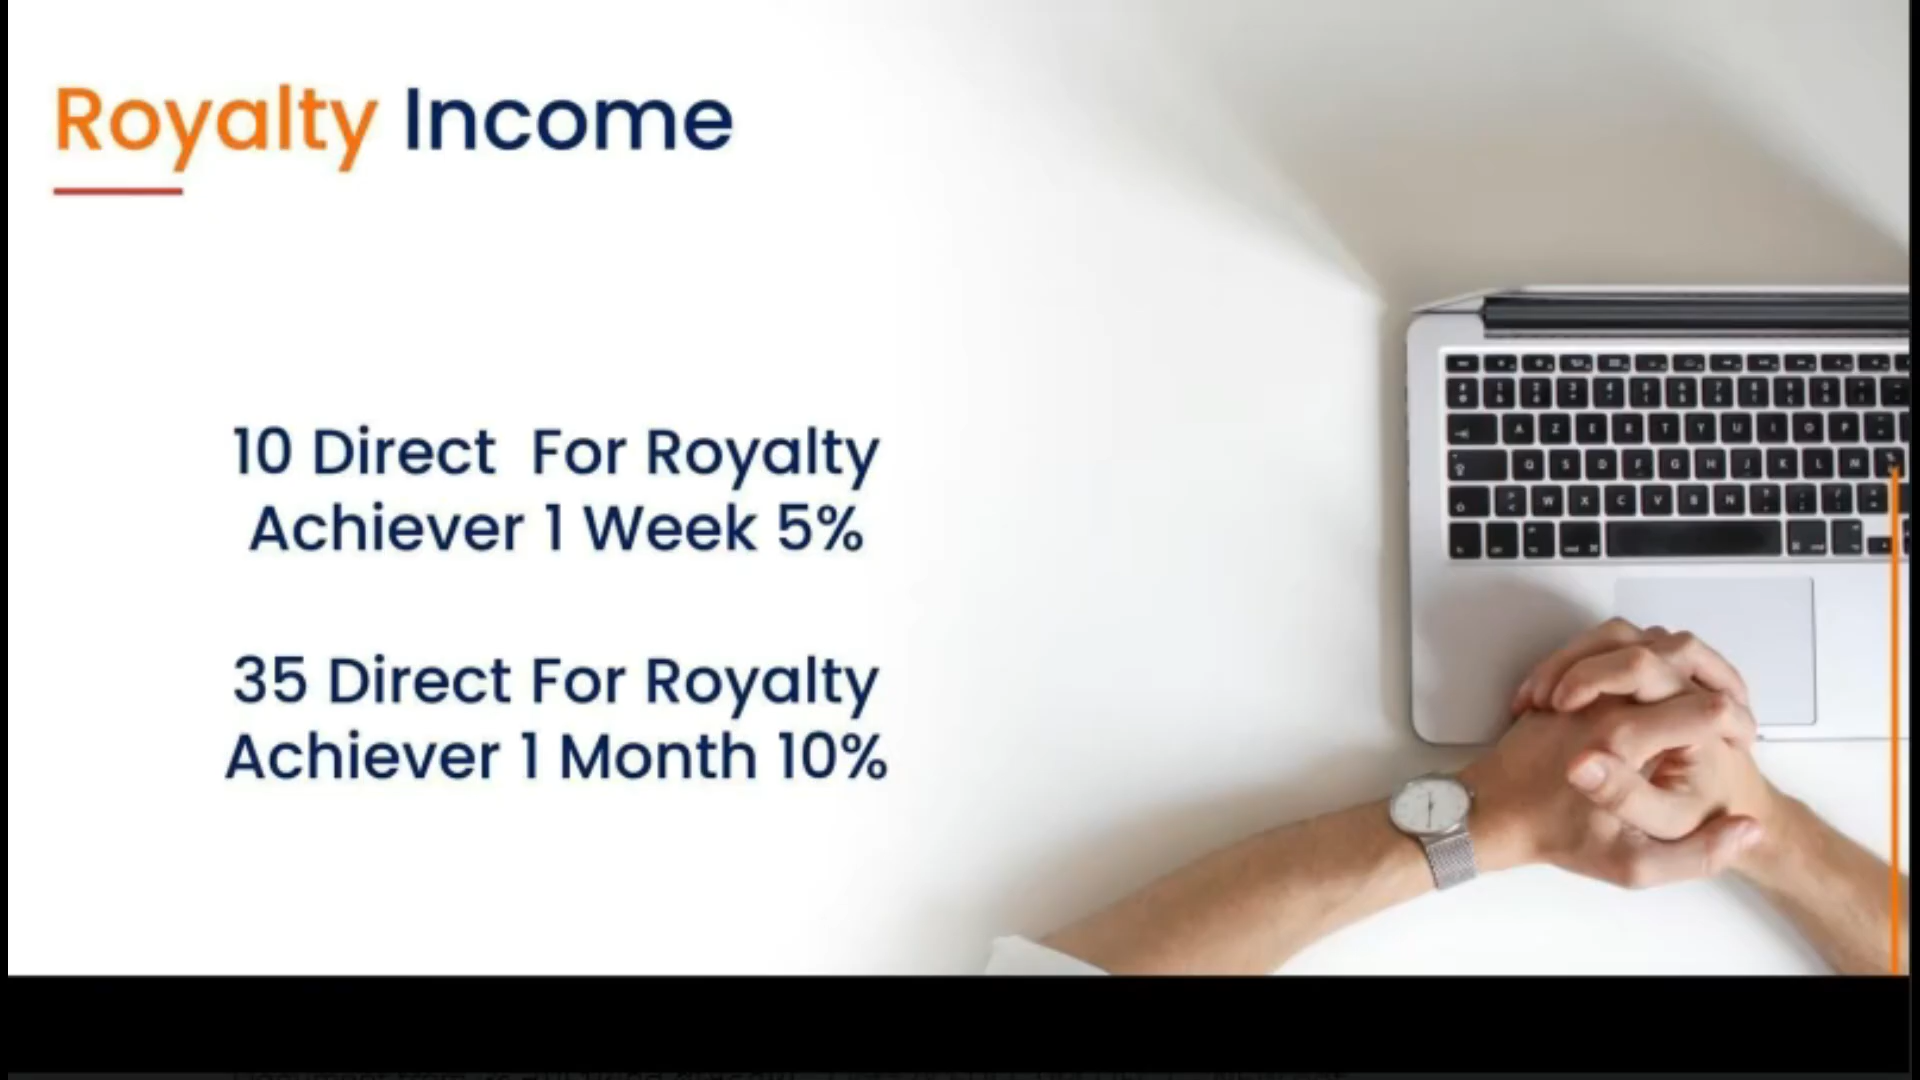 Royalty Income
10 Direct For Royalty
Achiever 1 Week 5%
35 Direct For Royalty
Achiever 1 Month 10%